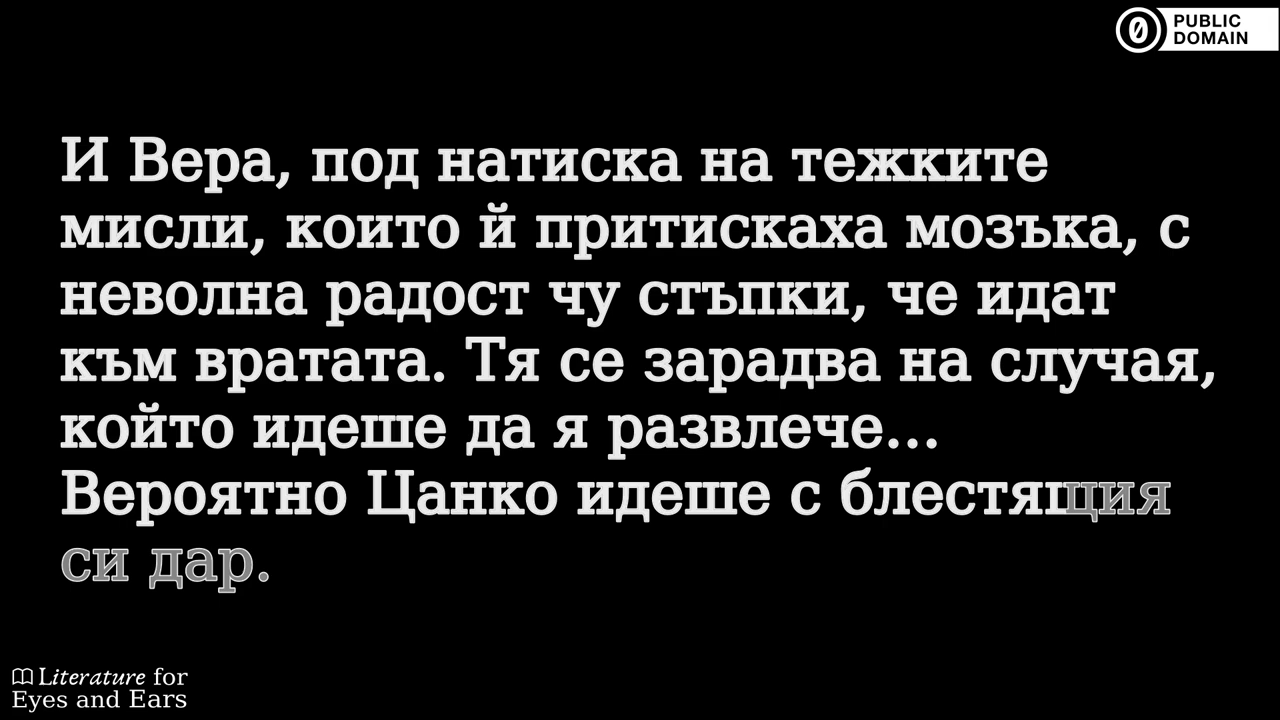 PUBLIC
DOMAIN
И Вера, под натиска на тежките
мисли, които й притискаха мозъка, с
неволна радост чу стъпки, че идат
към вратата. Тя се зарадва на случая,
който идеше да я развлече...
Вероятно Цанко идеше с блестящия
си дар.
Literature for
Eyes and Ears